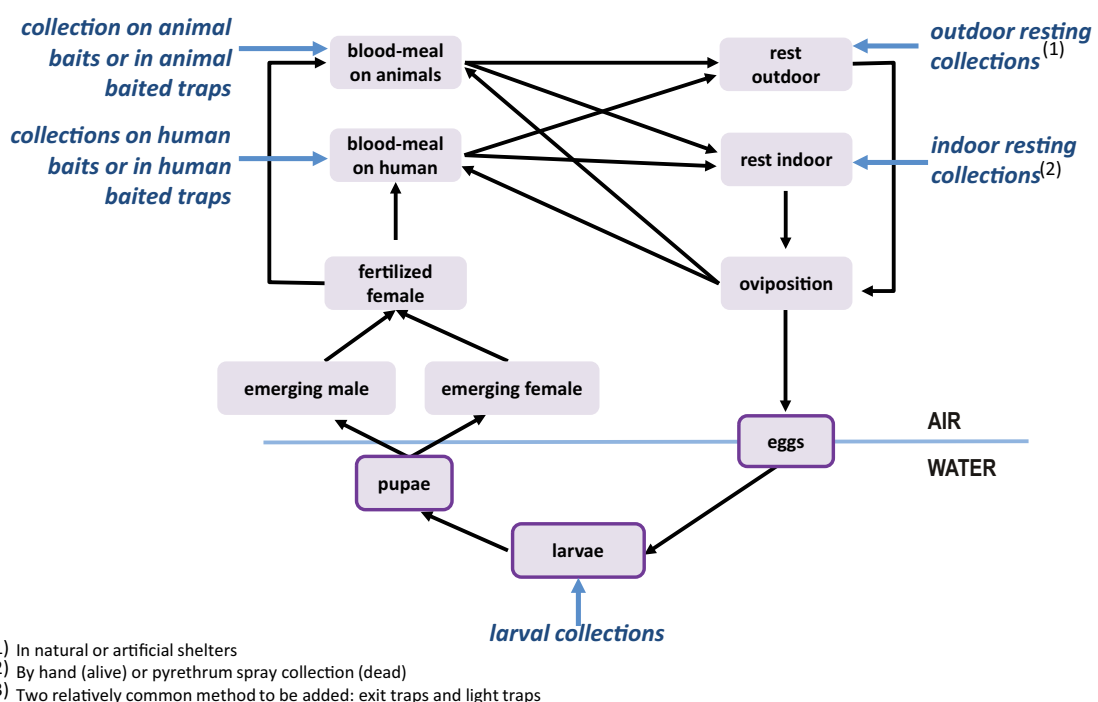 collection on animal
baits or in animal
baited traps
blood-meal
on animals
rest
outdoor
outdoor resting
collections(1)
collections on human
baits or in human
baited traps
blood-meal
on human
rest indoor
indoor resting
collections(2)
fertilized
female
oviposition
emerging male
emerging female
AIR
eggs
WATER
pupae
larvae
larval collections
1) In natural or artificial shelters
2) By hand (alive) or pyrethrum spray collection (dead)
3) Two relatively common method to be added: exit traps and light traps